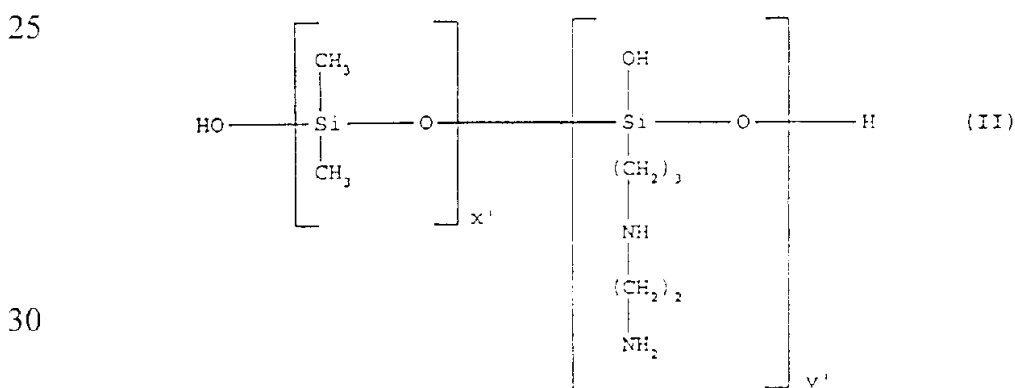 25
CH₃ OH
HO Si O Si O H (II)
CH₃ (CH₂)₃
x'
NH
(CH₂)₂
30
NH₂
y'